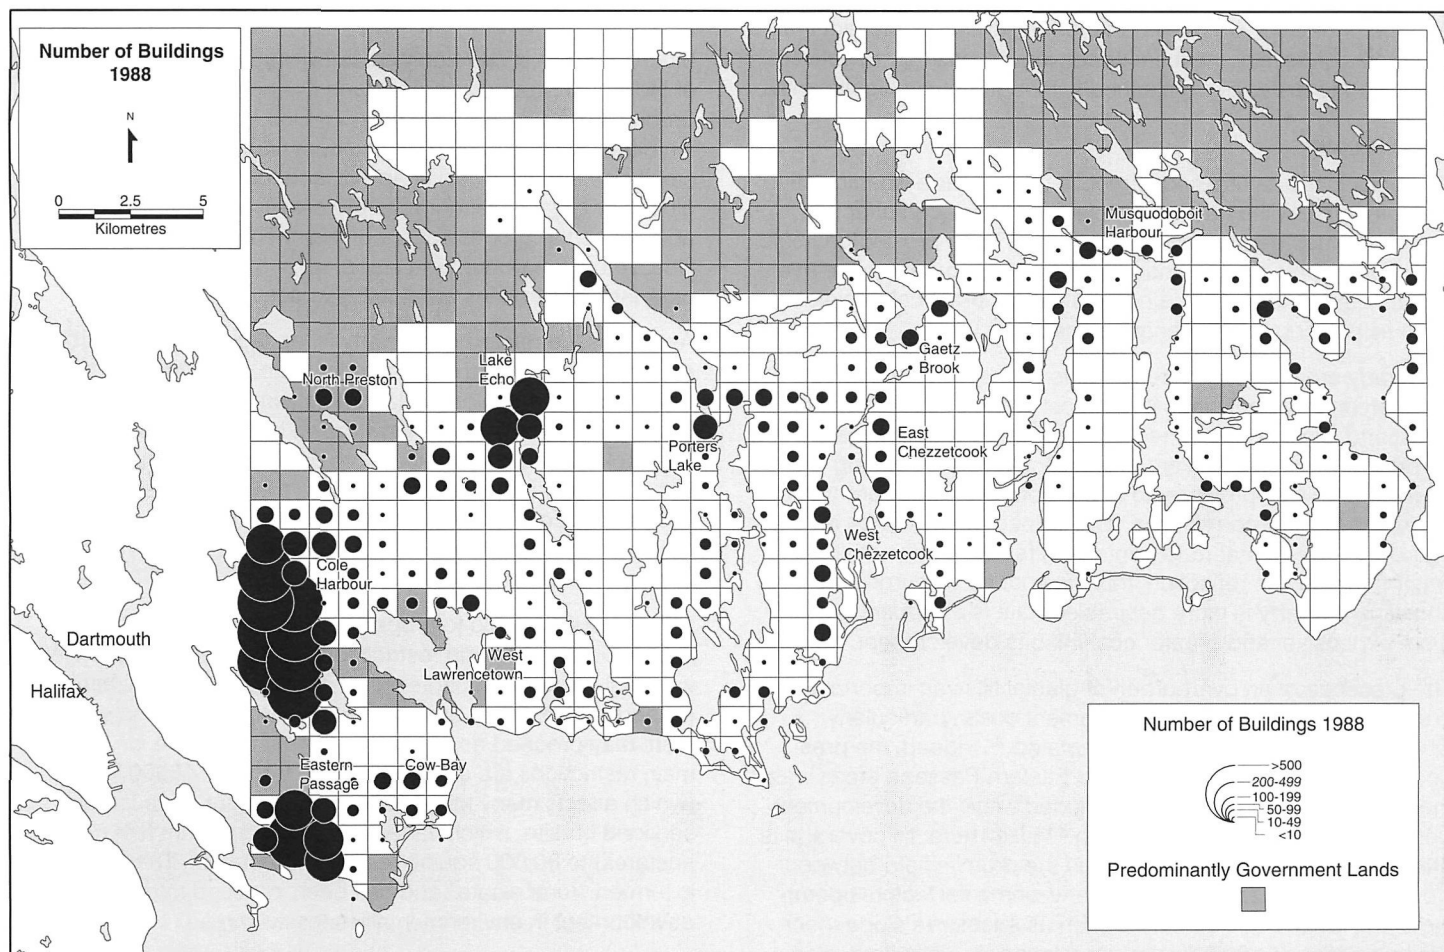 Number of Buildings
1988
N
0 2.5 5
Kilometres
Musquodoboit
Harbour
Gaetz
Brook
Lake
Echo
North Preston
East
Chezzetcook
Porters
Lake
West
Chezzetcook
Cole
Harbour
Dartmouth
Halifax
West
Lawrencetown
Eastern
Passage
Cow Bay
Number of Buildings 1988
>500
200-499
100-199
50-99
10-49
<10
Predominantly Government Lands